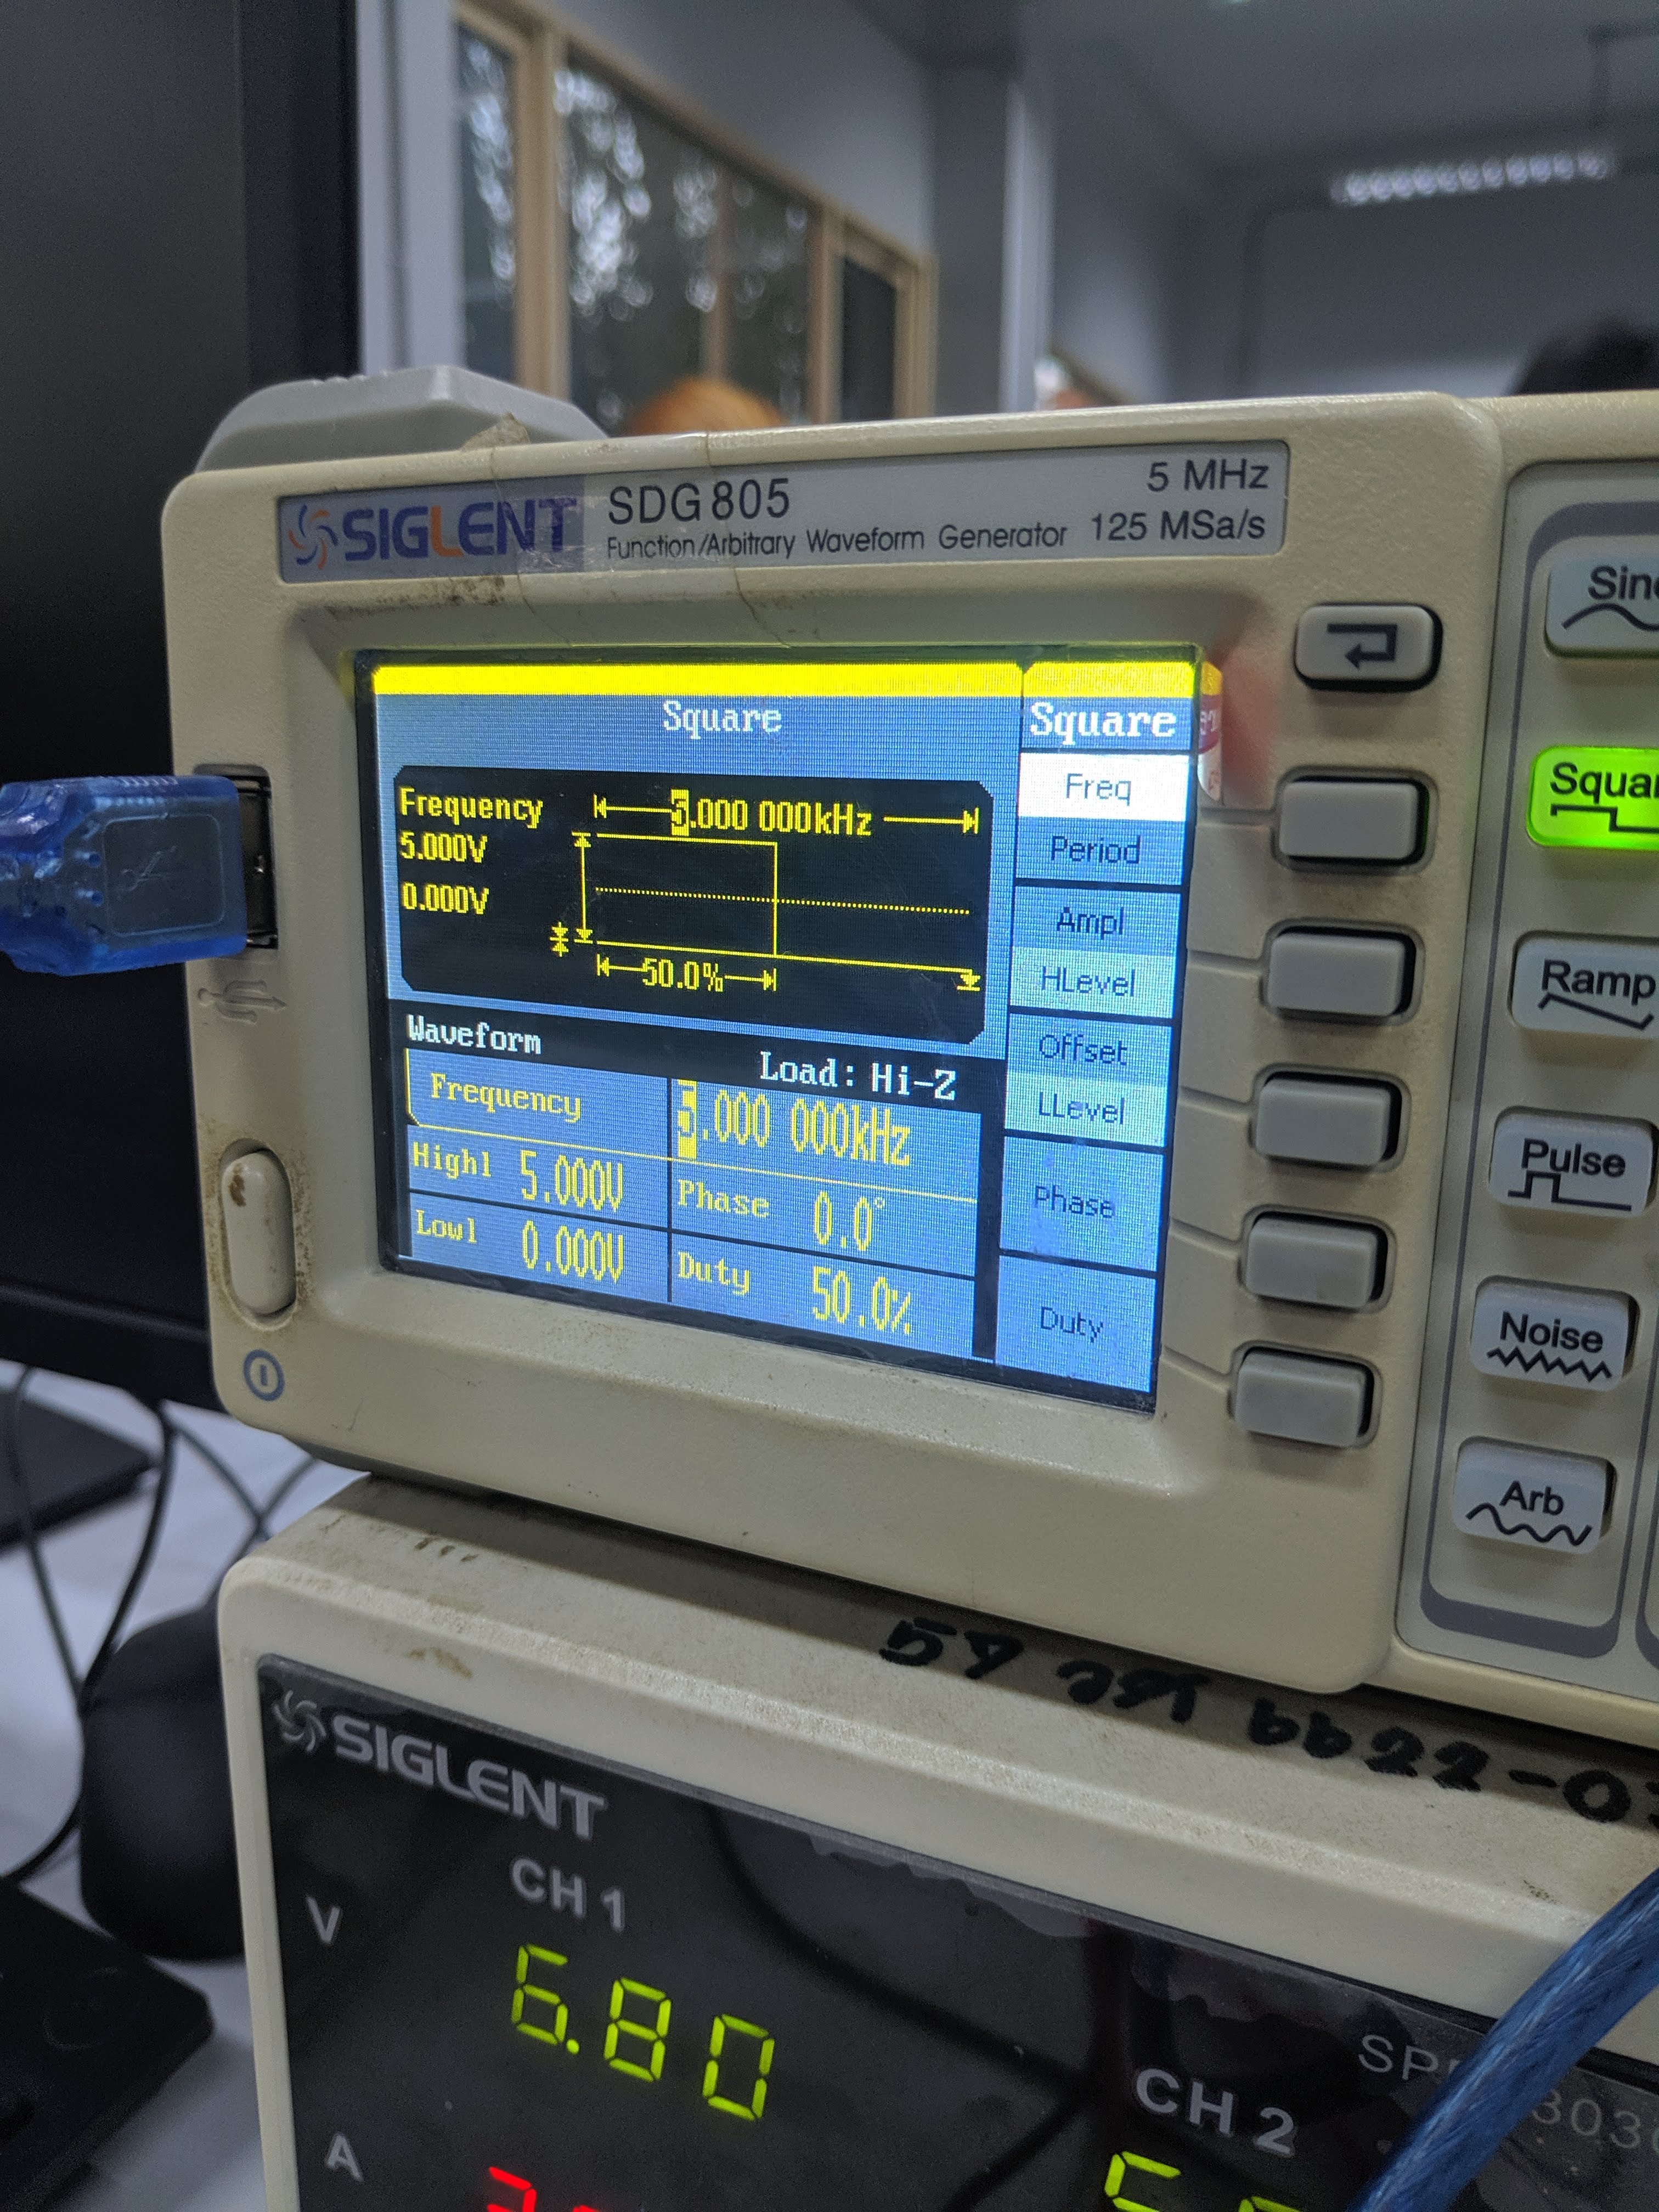 SIGLENT SDG805 5 MHz
Function/Arbitrary Waveform Generator 125 MSa/s
Square
Square
Frequency .000 000kHz
5.000V
0.000V
50.0%
Waveform
Load: Hi-Z
Frequency .000 000kHz
High1 5.000V
Phase 0.0°
Low1 0.000V
Duty 50.0%
Freq
Period
Ampl
HLevel
Offset
LLevel
Phase
Duty
Ramp
Pulse
Noise
Arb
SIGLENT
CH 1
V
6.80
A
CH 2